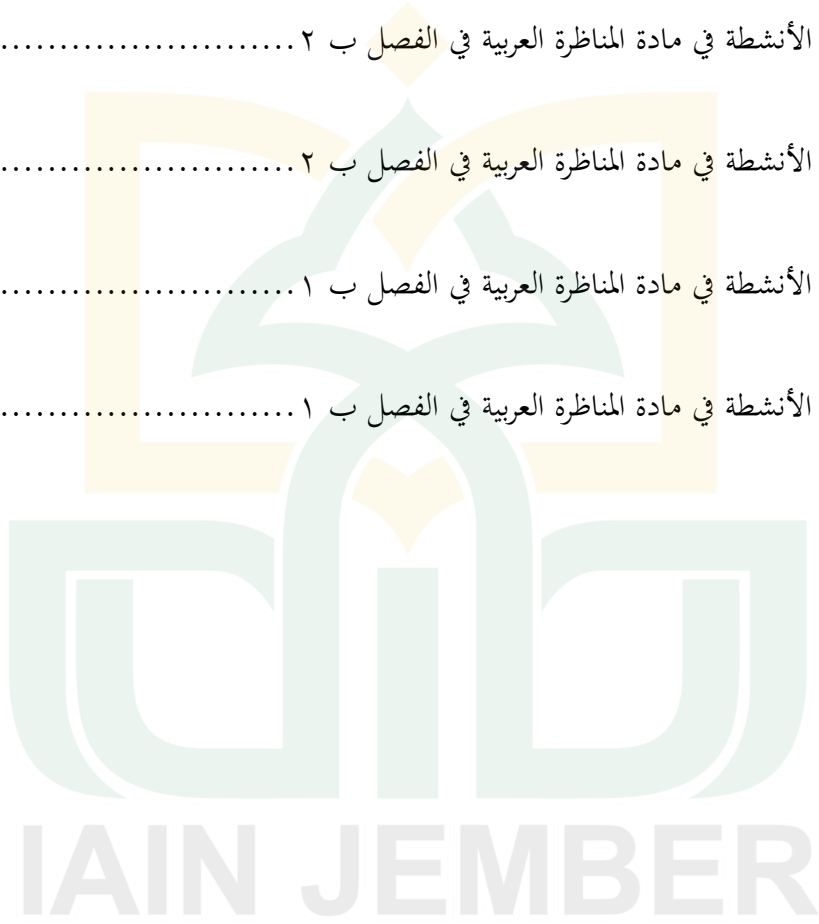 الأنشطة في مادة المناظرة العربية في الفصل ب ٢.........................
الأنشطة في مادة المناظرة العربية في الفصل ب ٢.........................
الأنشطة في مادة المناظرة العربية في الفصل ب ١.........................
الأنشطة في مادة المناظرة العربية في الفصل ب ١.........................
IAIN JEMBER